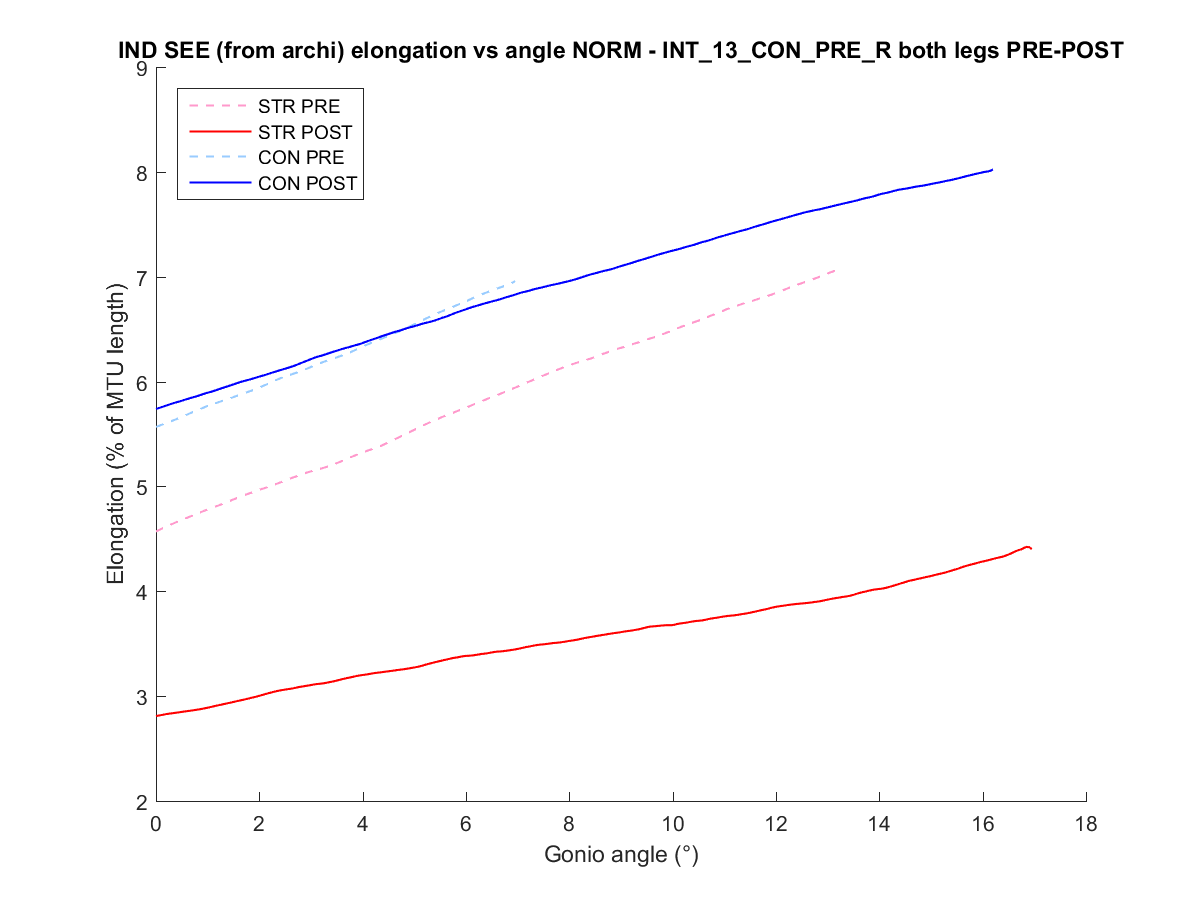 IND SEE (from archi) elongation vs angle NORM - INT_13_CON_PRE_R both legs PRE-POST
9
8
7
6
5
4
3
2
STR PRE
STR POST
CON PRE
CON POST
Elongation (% of MTU length)
0 2 4 6 8 10 12 14 16 18
Gonio angle (°)